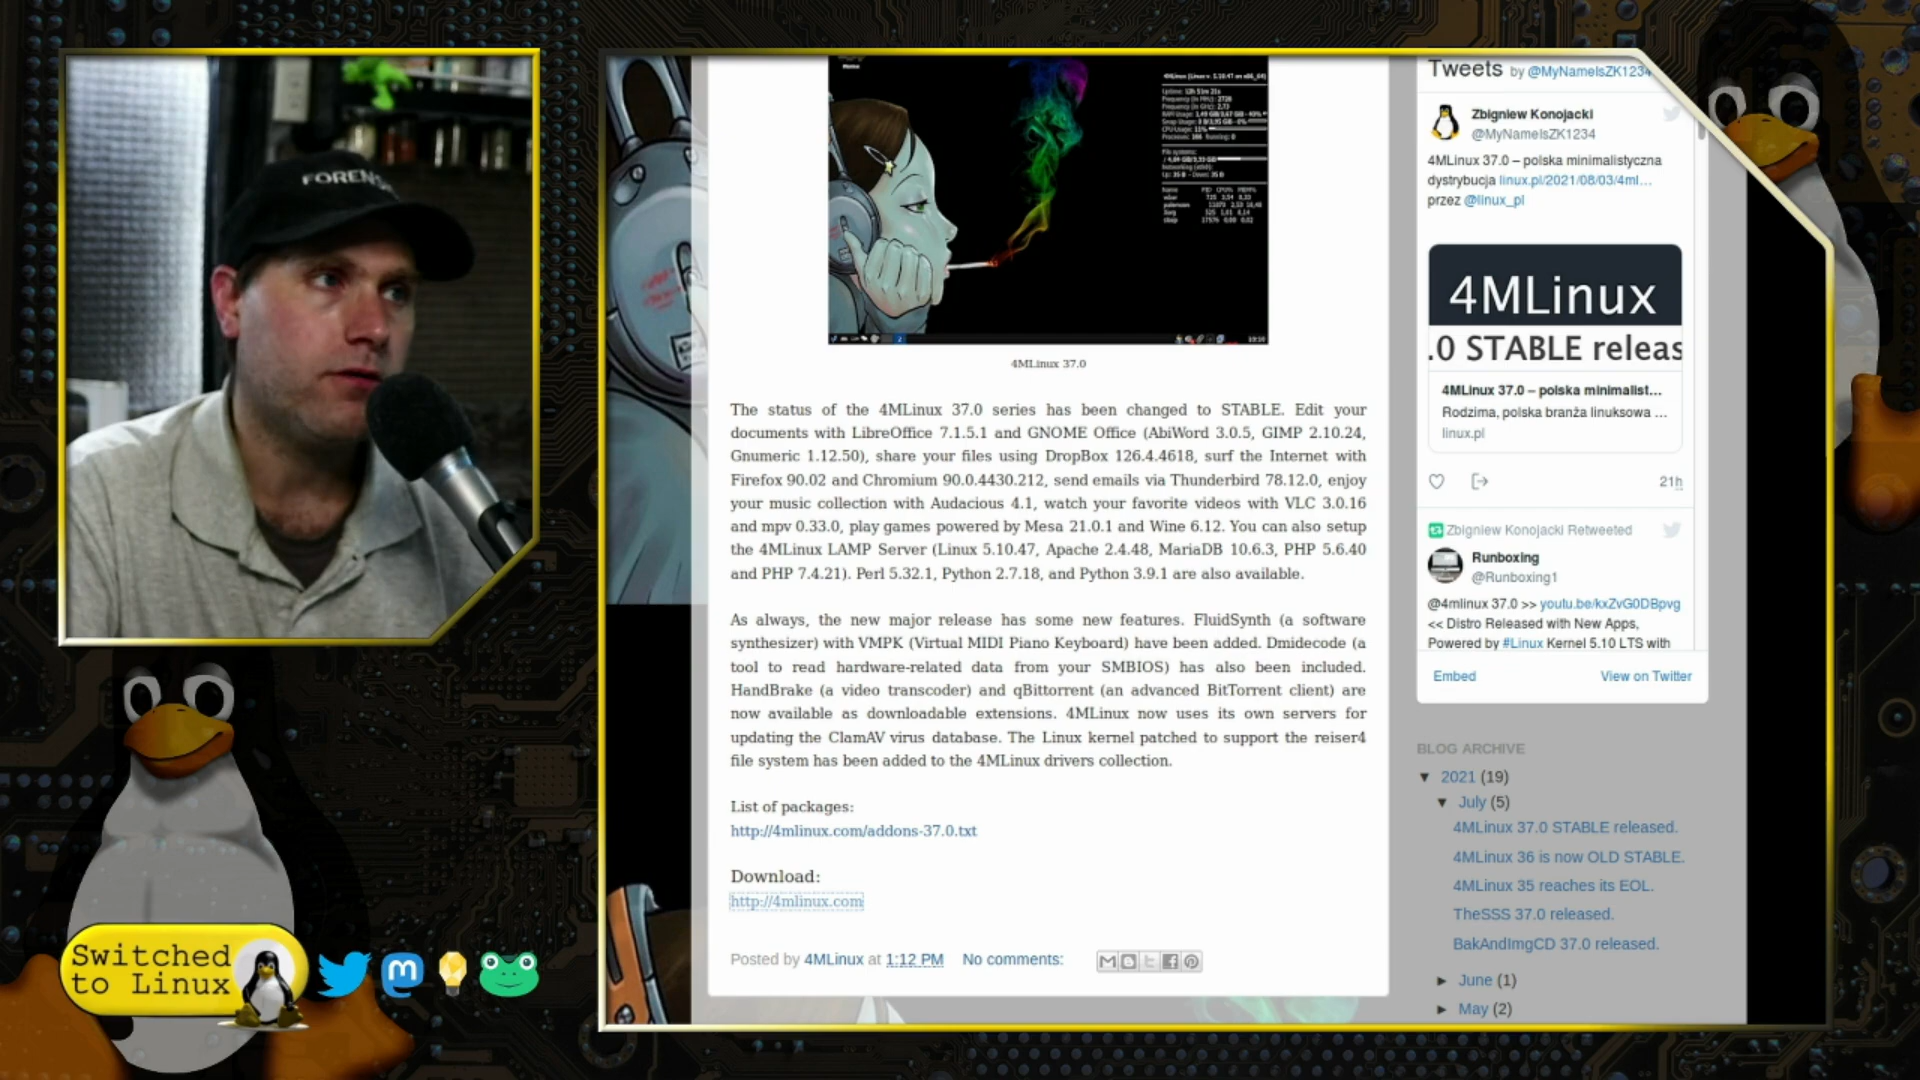 FORENS
Home
4MLinux 37.0
The status of the 4MLinux 37.0 series has been changed to STABLE. Edit your
documents with LibreOffice 7.1.5.1 and GNOME Office (AbiWord 3.0.5, GIMP 2.10.24,
Gnumeric 1.12.50), share your files using DropBox 126.4.4618, surf the Internet with
Firefox 90.02 and Chromium 90.0.4430.212, send emails via Thunderbird 78.12.0, enjoy
your music collection with Audacious 4.1, watch your favorite videos with VLC 3.0.16
and mpv 0.33.0, play games powered by Mesa 21.0.1 and Wine 6.12. You can also setup
the 4MLinux LAMP Server (Linux 5.10.47, Apache 2.4.48, MariaDB 10.6.3, PHP 5.6.40
and PHP 7.4.21). Perl 5.32.1, Python 2.7.18, and Python 3.9.1 are also available.
As always, the new major release has some new features. FluidSynth (a software
synthesizer) with VMPK (Virtual MIDI Piano Keyboard) have been added. Dmidecode (a
tool to read hardware-related data from your SMBIOS) has also been included.
HandBrake (a video transcoder) and qBittorrent (an advanced BitTorrent client) are
now available as downloadable extensions. 4MLinux now uses its own servers for
updating the ClamAV virus database. The Linux kernel patched to support the reiser4
file system has been added to the 4MLinux drivers collection.
List of packages:
http://4mlinux.com/addons-37.0.txt
Download:
http://4mlinux.com
Posted by 4MLinux at 1:12 PM No comments:
Tweets by @MyNameIsZK1234
Zbigniew Konojacki
@MyNameIsZK1234
4MLinux 37.0 – polska minimalistyczna
dystrybucja linux.pl/2021/08/03/4ml…
przez @linux_pl
4MLinux
.0 STABLE releas
4MLinux 37.0 – polska minimalist…
Rodzima, polska branża linuksowa …
linux.pl
21h
Zbigniew Konojacki Retweeted
Runboxing
@Runboxing1
@4mlinux 37.0 >> youtu.be/kxZvG0DBpvg
<< Distro Released with New Apps,
Powered by #Linux Kernel 5.10 LTS with
Embed View on Twitter
BLOG ARCHIVE
▼ 2021 (19)
▼ July (5)
4MLinux 37.0 STABLE released.
4MLinux 36 is now OLD STABLE.
4MLinux 35 reaches its EOL.
TheSSS 37.0 released.
BakAndImgCD 37.0 released.
► June (1)
► May (2)
Switched
to Linux